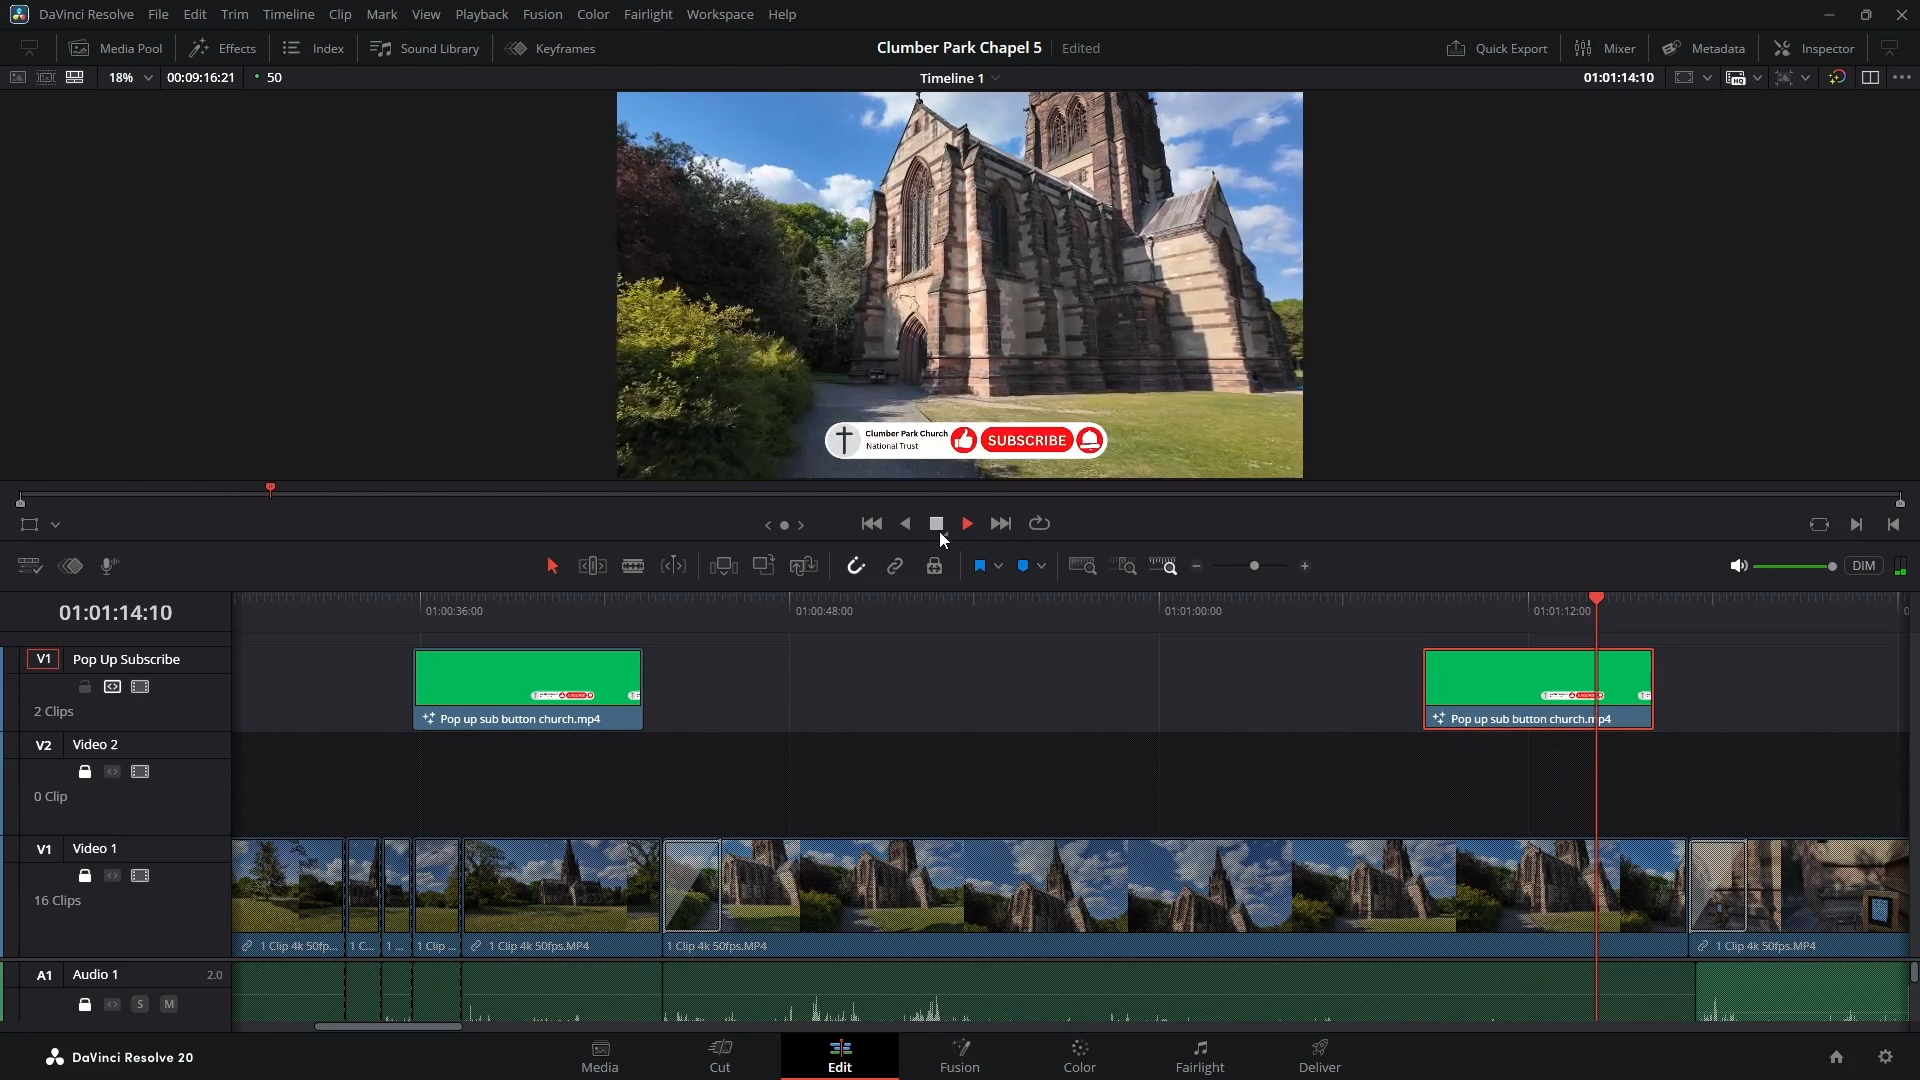 DaVinci Resolve File Edit Trim Timeline Clip Mark View Playback Fusion Color Fairlight Workspace Help
Media Pool Effects Index Sound Library Keyframes Clumber Park Chapel 5 Edited Quick Export Mixer Metadata Inspector
18% 00:09:16:21 50 Timeline 1 01:01:14:10
Clumber Park Church
National Trust
SUBSCRIBE
DIM
01:01:14:10 01:00:36:00 01:00:48:00 01:01:00:00 01:01:12:00
V1 Pop Up Subscribe
2 Clips
Pop up sub button church.mp4 Pop up sub button church.mp4
V2 Video 2
0 Clip
V1 Video 1
16 Clips
1 Clip 4k 50fp... 1 C... 1 ... 1 Clip ... 1 Clip 4k 50fps.MP4 1 Clip 4k 50fps.MP4 1 Clip 4k 50fps.MP4
A1 Audio 1 2.0
S M
DaVinci Resolve 20 Media Cut Edit Fusion Color Fairlight Deliver